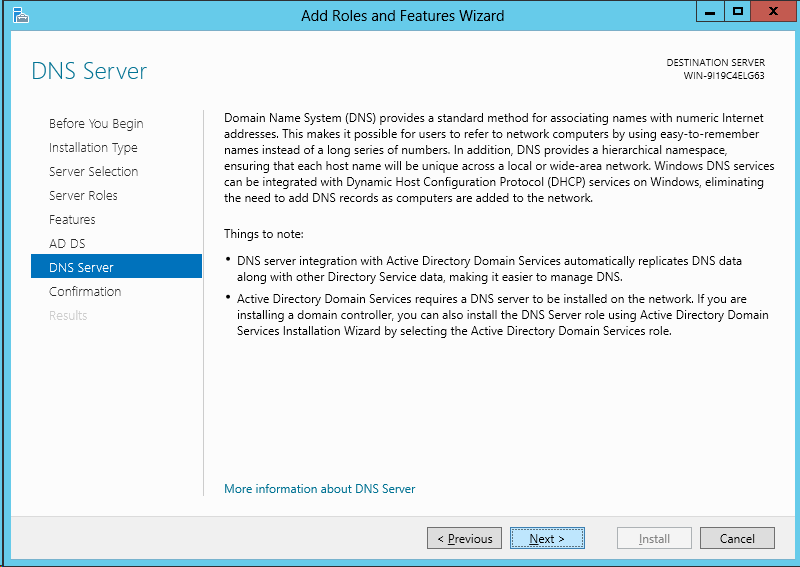 Add Roles and Features Wizard
DNS Server
DESTINATION SERVER
WIN-9I19C4ELG63
Before You Begin
Installation Type
Server Selection
Server Roles
Features
AD DS
DNS Server
Confirmation
Results
Domain Name System (DNS) provides a standard method for associating names with numeric Internet
addresses. This makes it possible for users to refer to network computers by using easy-to-remember
names instead of a long series of numbers. In addition, DNS provides a hierarchical namespace,
ensuring that each host name will be unique across a local or wide-area network. Windows DNS services
can be integrated with Dynamic Host Configuration Protocol (DHCP) services on Windows, eliminating
the need to add DNS records as computers are added to the network.
Things to note:
• DNS server integration with Active Directory Domain Services automatically replicates DNS data
along with other Directory Service data, making it easier to manage DNS.
• Active Directory Domain Services requires a DNS server to be installed on the network. If you are
installing a domain controller, you can also install the DNS Server role using Active Directory Domain
Services Installation Wizard by selecting the Active Directory Domain Services role.
More information about DNS Server
< Previous
Next >
Install
Cancel